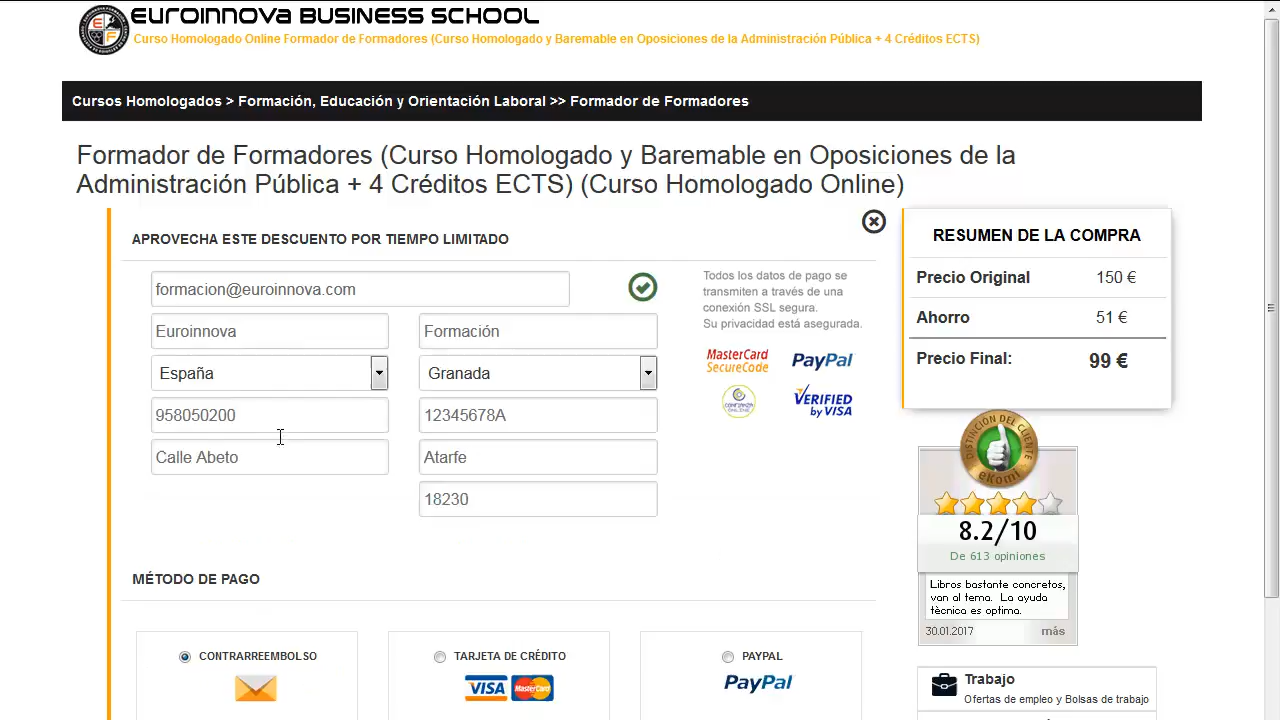 EUROINNOVA BUSINESS SCHOOL
Curso Homologado Online Formador de Formadores (Curso Homologado y Baremable en Oposiciones de la Administración Pública + 4 Créditos ECTS)
Cursos Homologados > Formación, Educación y Orientación Laboral >> Formador de Formadores
Formador de Formadores (Curso Homologado y Baremable en Oposiciones de la
Administración Pública + 4 Créditos ECTS) (Curso Homologado Online)
APROVECHA ESTE DESCUENTO POR TIEMPO LIMITADO
formacion@euroinnova.com
Euroinnova Formación
España Granada
958050200 12345678A
Calle Abeto Atarfe
18230
Todos los datos de pago se
transmiten a través de una
conexión SSL segura.
Su privacidad está asegurada.
MasterCard
SecureCode
PayPal
CONFIANZA
ONLINE
VERIFIED
by VISA
MÉTODO DE PAGO
CONTRARREEMBOLSO
TARJETA DE CRÉDITO
VISA MasterCard
PAYPAL
PayPal
RESUMEN DE LA COMPRA
Precio Original 150 €
Ahorro 51 €
Precio Final: 99 €
DISTINCIÓN DEL CLIENTE
eKomi
8.2/10
De 613 opiniones
Libros bastante concretos,
van al tema. La ayuda
tècnica es optima.
30.01.2017 más
Trabajo
Ofertas de empleo y Bolsas de trabajo